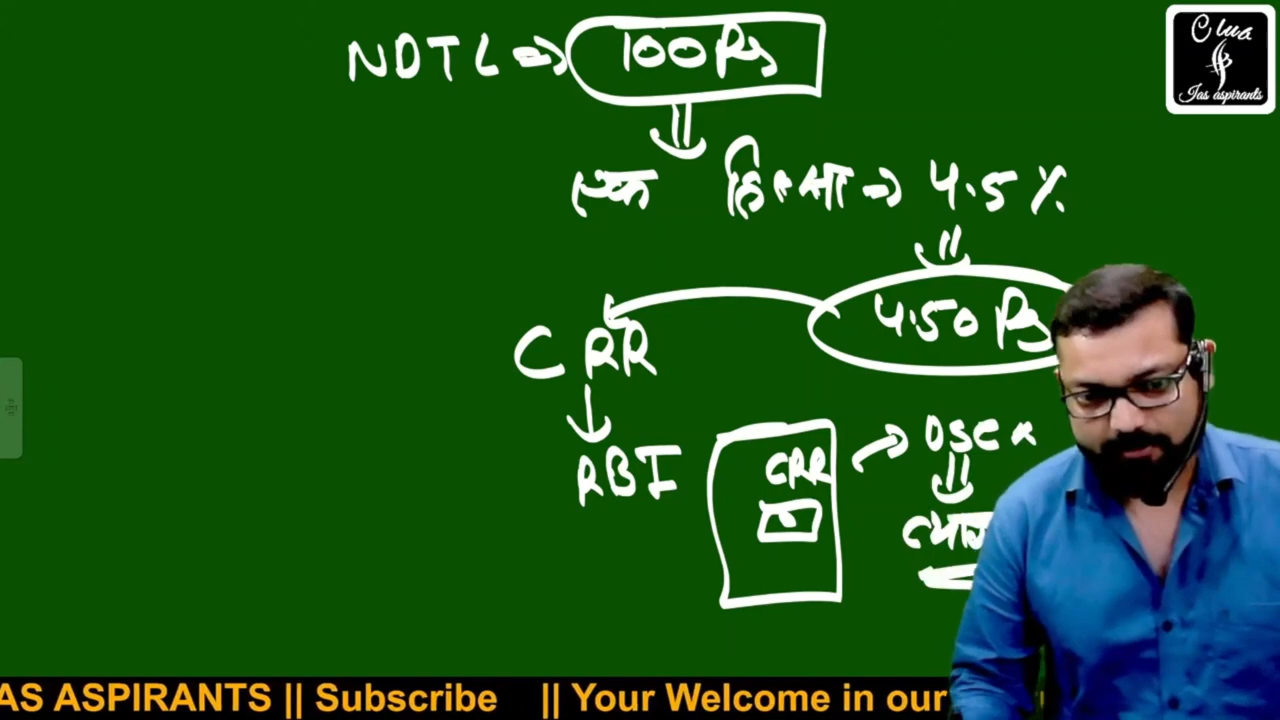 NDTL ⇒ 100 Rs
एक हिस्सा ⇒ 4.5 %
4.50 Rs
CRR
RBI
CRR
Clua
Ias aspirants
AS ASPIRANTS || Subscribe || Your Welcome in our